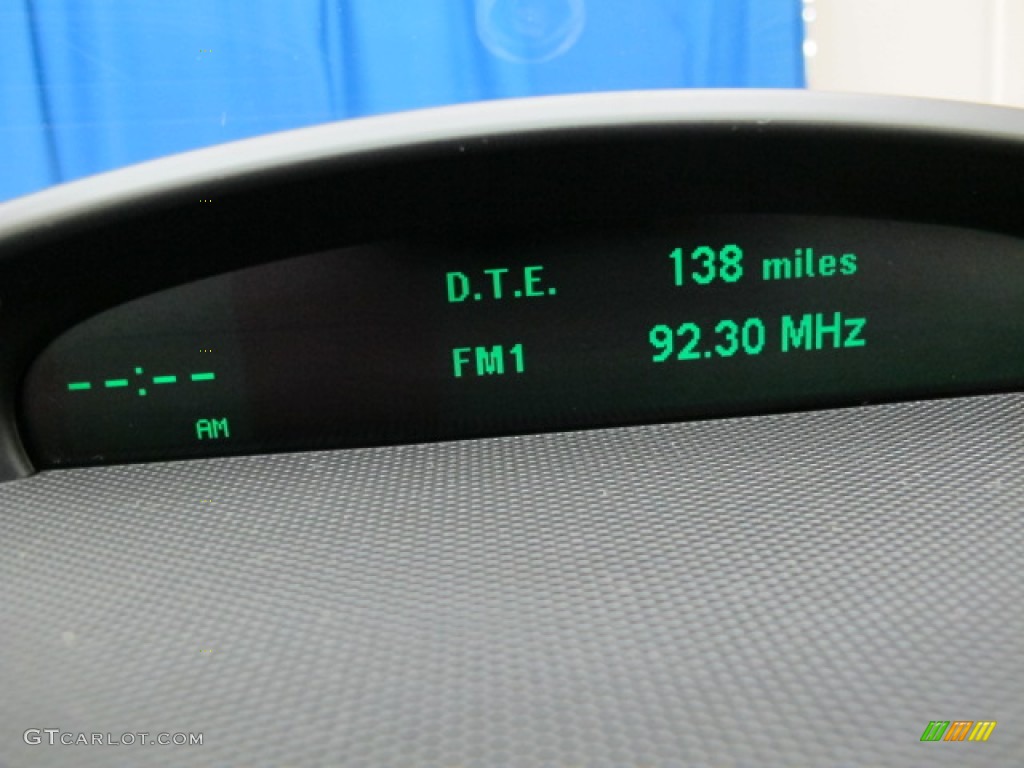 D.T.E. 138 miles
FM1 92.30 MHz
--:--
AM
GTCARLOT.COM